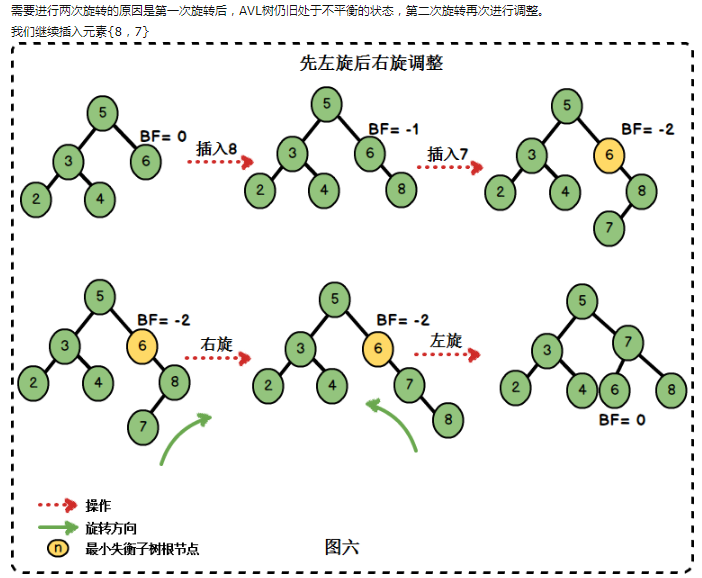 需要进行两次旋转的原因是第一次旋转后，AVL树仍旧处于不平衡的状态，第二次旋转再次进行调整。
我们继续插入元素{8，7}
先左旋后右旋调整
5 BF= 0 3 6 2 4
插入8
5 BF= -1 3 6 2 4 8
插入7
5 BF= -2 3 6 2 4 8 7
5 BF= -2 3 6 2 4 8 7
右旋
5 BF= -2 3 6 2 4 7 8
左旋
5 3 7 2 4 6 8 BF= 0
操作
旋转方向
n 最小失衡子树根节点
图六